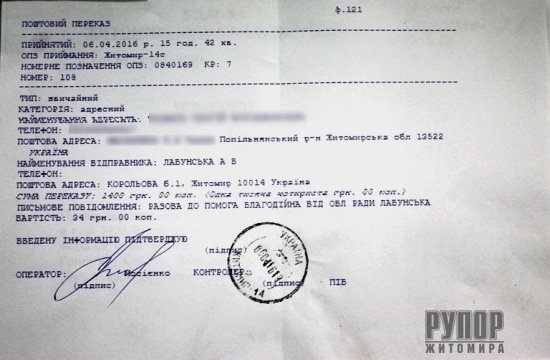 ф.121
ПОШТОВИЙ ПЕРЕКАЗ
ПРИЙНЯТИЙ: 06.04.2016 р. 15 год. 42 хв.
ОПЗ ПРИЙМАННЯ: Житомир-14с
НОМЕРНЕ ПОЗНАЧЕННЯ ОПЗ: 0840169 КР: 7
НОМЕР: 108
ТИП: звичайний
КАТЕГОРІЯ: адресний
НАЙМЕНУВАННЯ АДРЕСАТА:
ТЕЛЕФОН:
ПОШТОВА АДРЕСА: Попільнянський р-н Житомирська обл 13522
УКРАЇНА
НАЙМЕНУВАННЯ ВІДПРАВНИКА: ЛАБУНСЬКА А В
ТЕЛЕФОН:
ПОШТОВА АДРЕСА: КОРОЛЬОВА б.1, Житомир 10014 Україна
СУМА ПЕРЕКАЗУ: 1400 грн. 00 коп. (Одна тисяча чотириста грн. 00 коп.)
ПИСЬМОВЕ ПОВІДОМЛЕННЯ: РАЗОВА ДО ПОМОГА БЛАГОДІЙНА ВІД ОБЛ РАДИ ЛАБУНСЬКА
ВАРТІСТЬ: 34 грн. 00 коп.
ВВЕДЕНУ ІНФОРМАЦІЮ ПІДТВЕРДЖУЮ
(підпис)
УКРАЇНА
14
ОПЕРАТОР: КОНТРОЛЕР:
(підпис) (підпис) ПІБ
РУПОР
ЖИТОМИРА